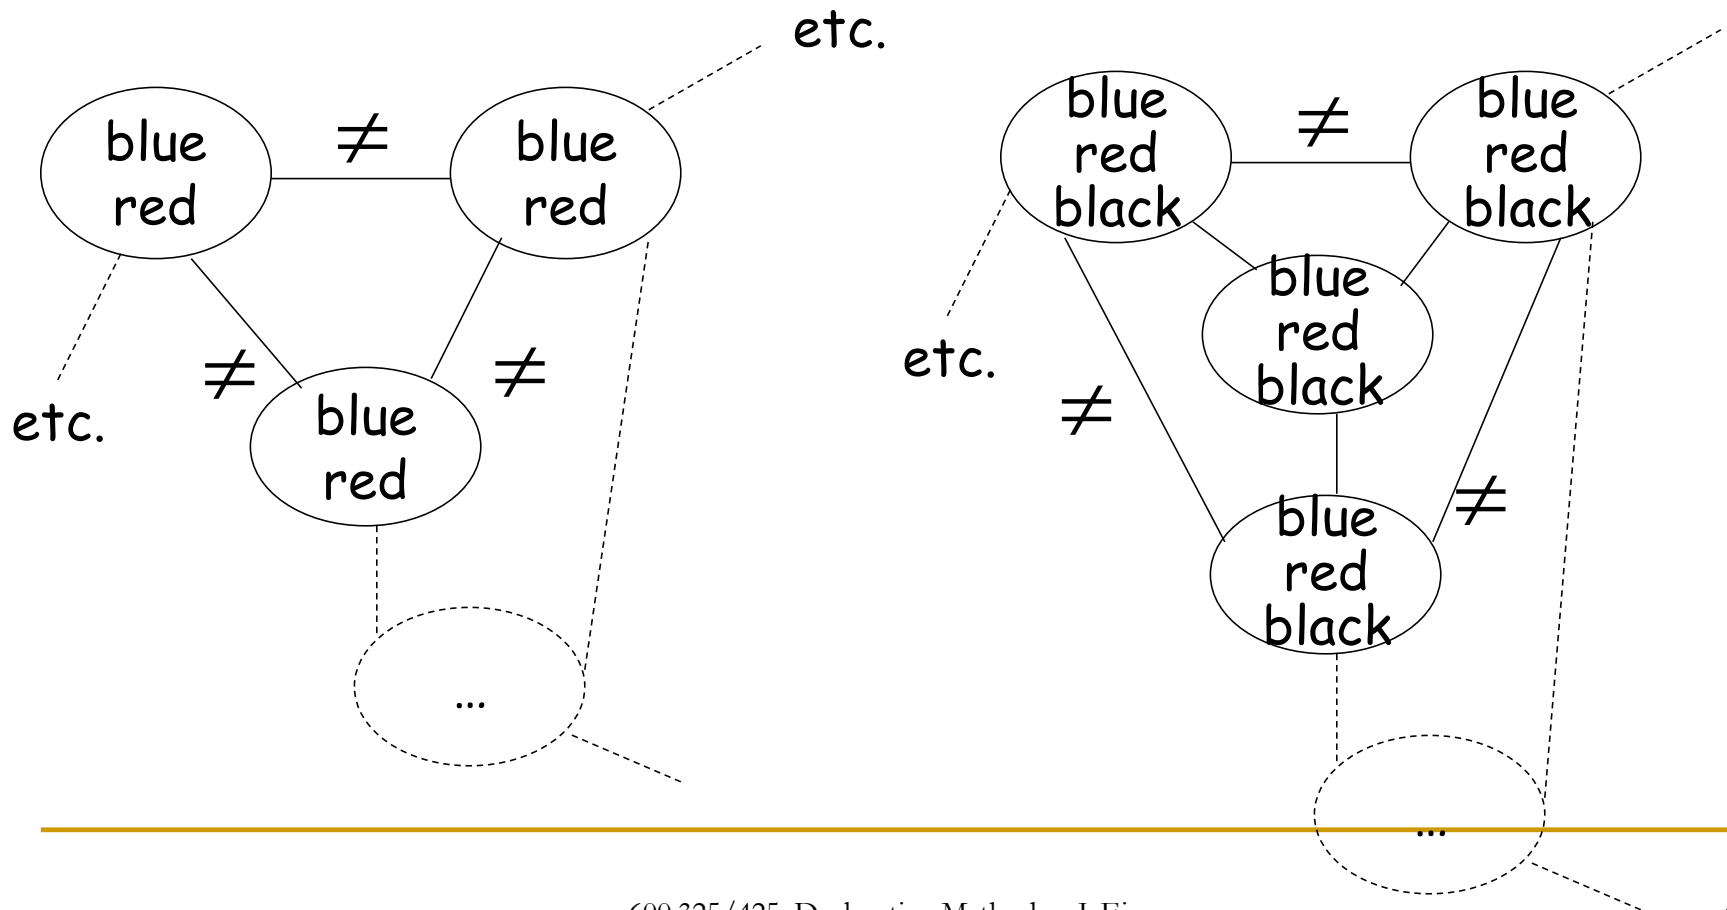 etc.
blue
red
≠
blue
red
≠
≠
blue
red
etc.
...
blue
red
black
≠
blue
red
black
blue
red
black
etc.
≠
≠
blue
red
black
...